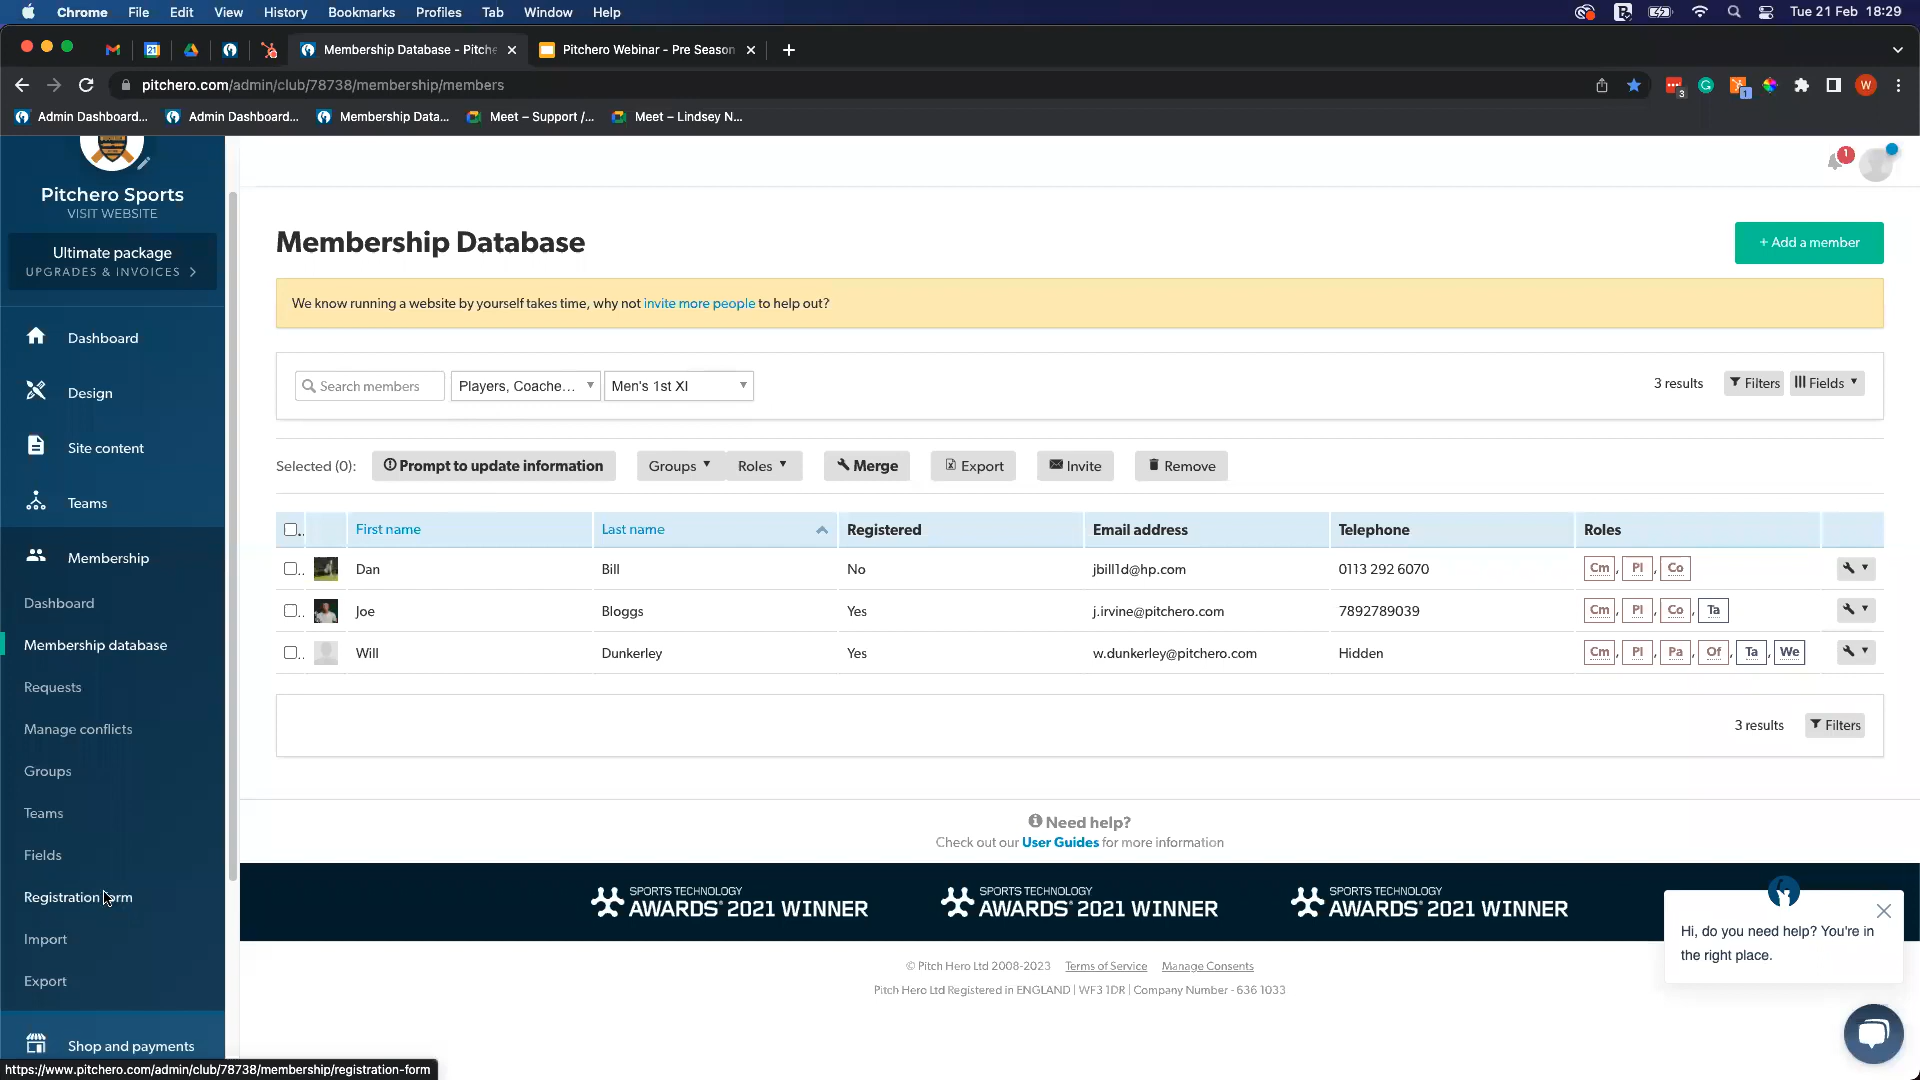 Chrome File Edit View History Bookmarks Profiles Tab Window Help
Tue 21 Feb 18:29
Membership Database - Pitche
Pitchero Webinar - Pre Season
pitchero.com/admin/club/78738/membership/members
3
1
W
Admin Dashboard...
Admin Dashboard...
Membership Data...
Meet – Support /...
Meet – Lindsey N...
Pitchero Sports
VISIT WEBSITE
Ultimate package
UPGRADES & INVOICES
Dashboard
Design
Site content
Teams
Membership
Dashboard
Membership database
Requests
Manage conflicts
Groups
Teams
Fields
Registration form
Import
Export
Shop and payments
https://www.pitchero.com/admin/club/78738/membership/registration-form
1
Membership Database
+ Add a member
We know running a website by yourself takes time, why not invite more people to help out?
Search members
Players, Coache...
Men's 1st XI
3 results
Filters
Fields
Selected (0):
Prompt to update information
Groups
Roles
Merge
Export
Invite
Remove
First name Last name Registered Email address Telephone Roles
Dan Bill No jbill1d@hp.com 0113 292 6070 Cm, Pl, Co
Joe Bloggs Yes j.irvine@pitchero.com 7892789039 Cm, Pl, Co, Ta
Will Dunkerley Yes w.dunkerley@pitchero.com Hidden Cm, Pl, Pa, Of, Ta, We
3 results
Filters
Need help?
Check out our User Guides for more information
SPORTS TECHNOLOGY
AWARDS 2021 WINNER
SPORTS TECHNOLOGY
AWARDS 2021 WINNER
SPORTS TECHNOLOGY
AWARDS 2021 WINNER
© Pitch Hero Ltd 2008-2023 Terms of Service Manage Consents
Pitch Hero Ltd Registered in ENGLAND | WF3 1DR | Company Number - 636 1033
Hi, do you need help? You're in
the right place.